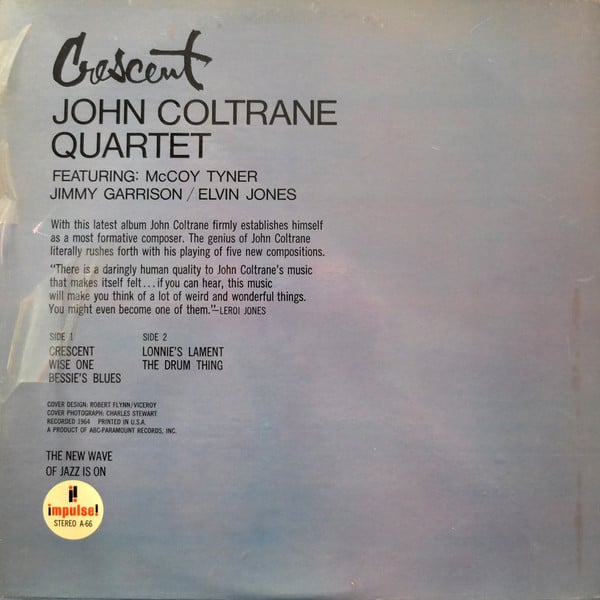 Crescent
JOHN COLTRANE
QUARTET
FEATURING: McCOY TYNER
JIMMY GARRISON / ELVIN JONES
With this latest album John Coltrane firmly establishes himself
as a most formative composer. The genius of John Coltrane
literally rushes forth with his playing of five new compositions.
"There is a daringly human quality to John Coltrane's music
that makes itself felt...if you can hear, this music
will make you think of a lot of weird and wonderful things.
You might even become one of them."—LEROI JONES
SIDE 1
CRESCENT
WISE ONE
BESSIE'S BLUES
SIDE 2
LONNIE'S LAMENT
THE DRUM THING
COVER DESIGN: ROBERT FLYNN/VICEROY
COVER PHOTOGRAPH: CHARLES STEWART
RECORDED 1964 PRINTED IN U.S.A.
A PRODUCT OF ABC-PARAMOUNT RECORDS, INC.
THE NEW WAVE
OF JAZZ IS ON
i!
impulse!
STEREO A-66